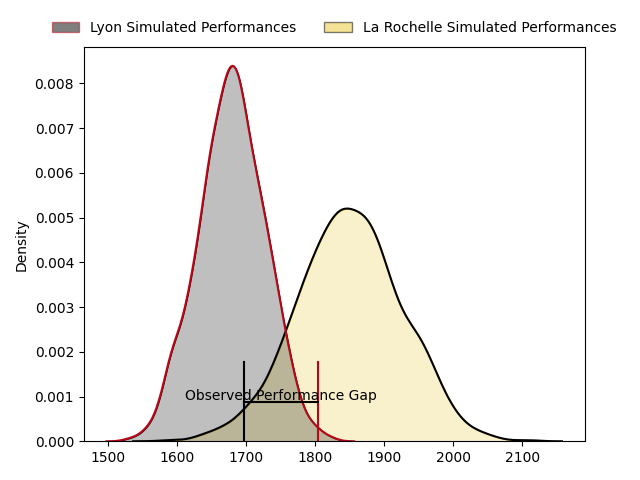 Lyon Simulated Performances
La Rochelle Simulated Performances
Density
0.008
0.007
0.006
0.005
0.004
0.003
0.002
0.001
0.000
Observed Performance Gap
1500 1600 1700 1800 1900 2000 2100